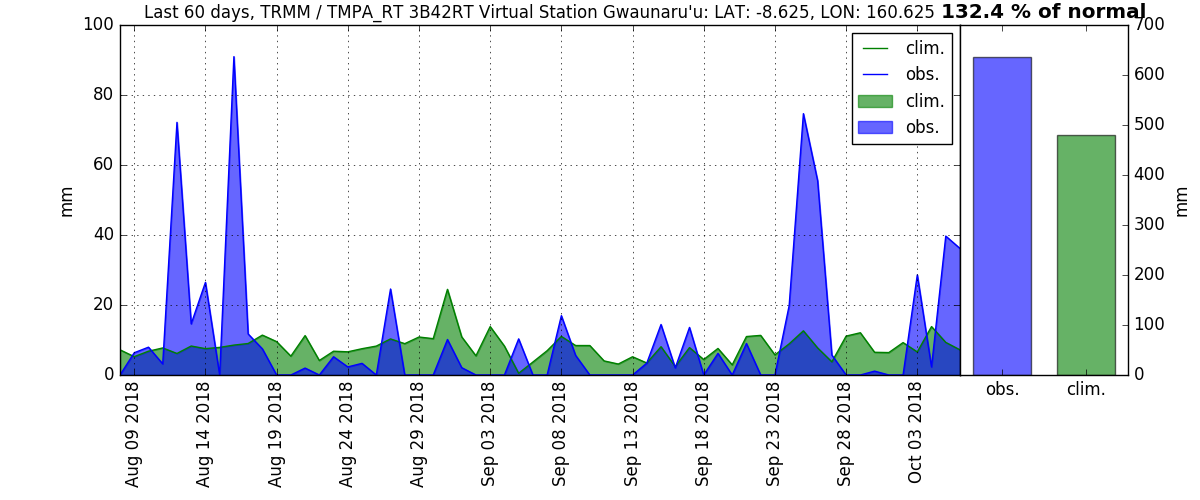 Last 60 days, TRMM / TMPA_RT 3B42RT Virtual Station Gwaunaru'u: LAT: -8.625, LON: 160.625 132.4 % of normal
100
80
60
40
20
0
mm
clim.
obs.
clim.
obs.
700
600
500
400
300
200
100
0
mm
Aug 09 2018
Aug 14 2018
Aug 19 2018
Aug 24 2018
Aug 29 2018
Sep 03 2018
Sep 08 2018
Sep 13 2018
Sep 18 2018
Sep 23 2018
Sep 28 2018
Oct 03 2018
obs.
clim.